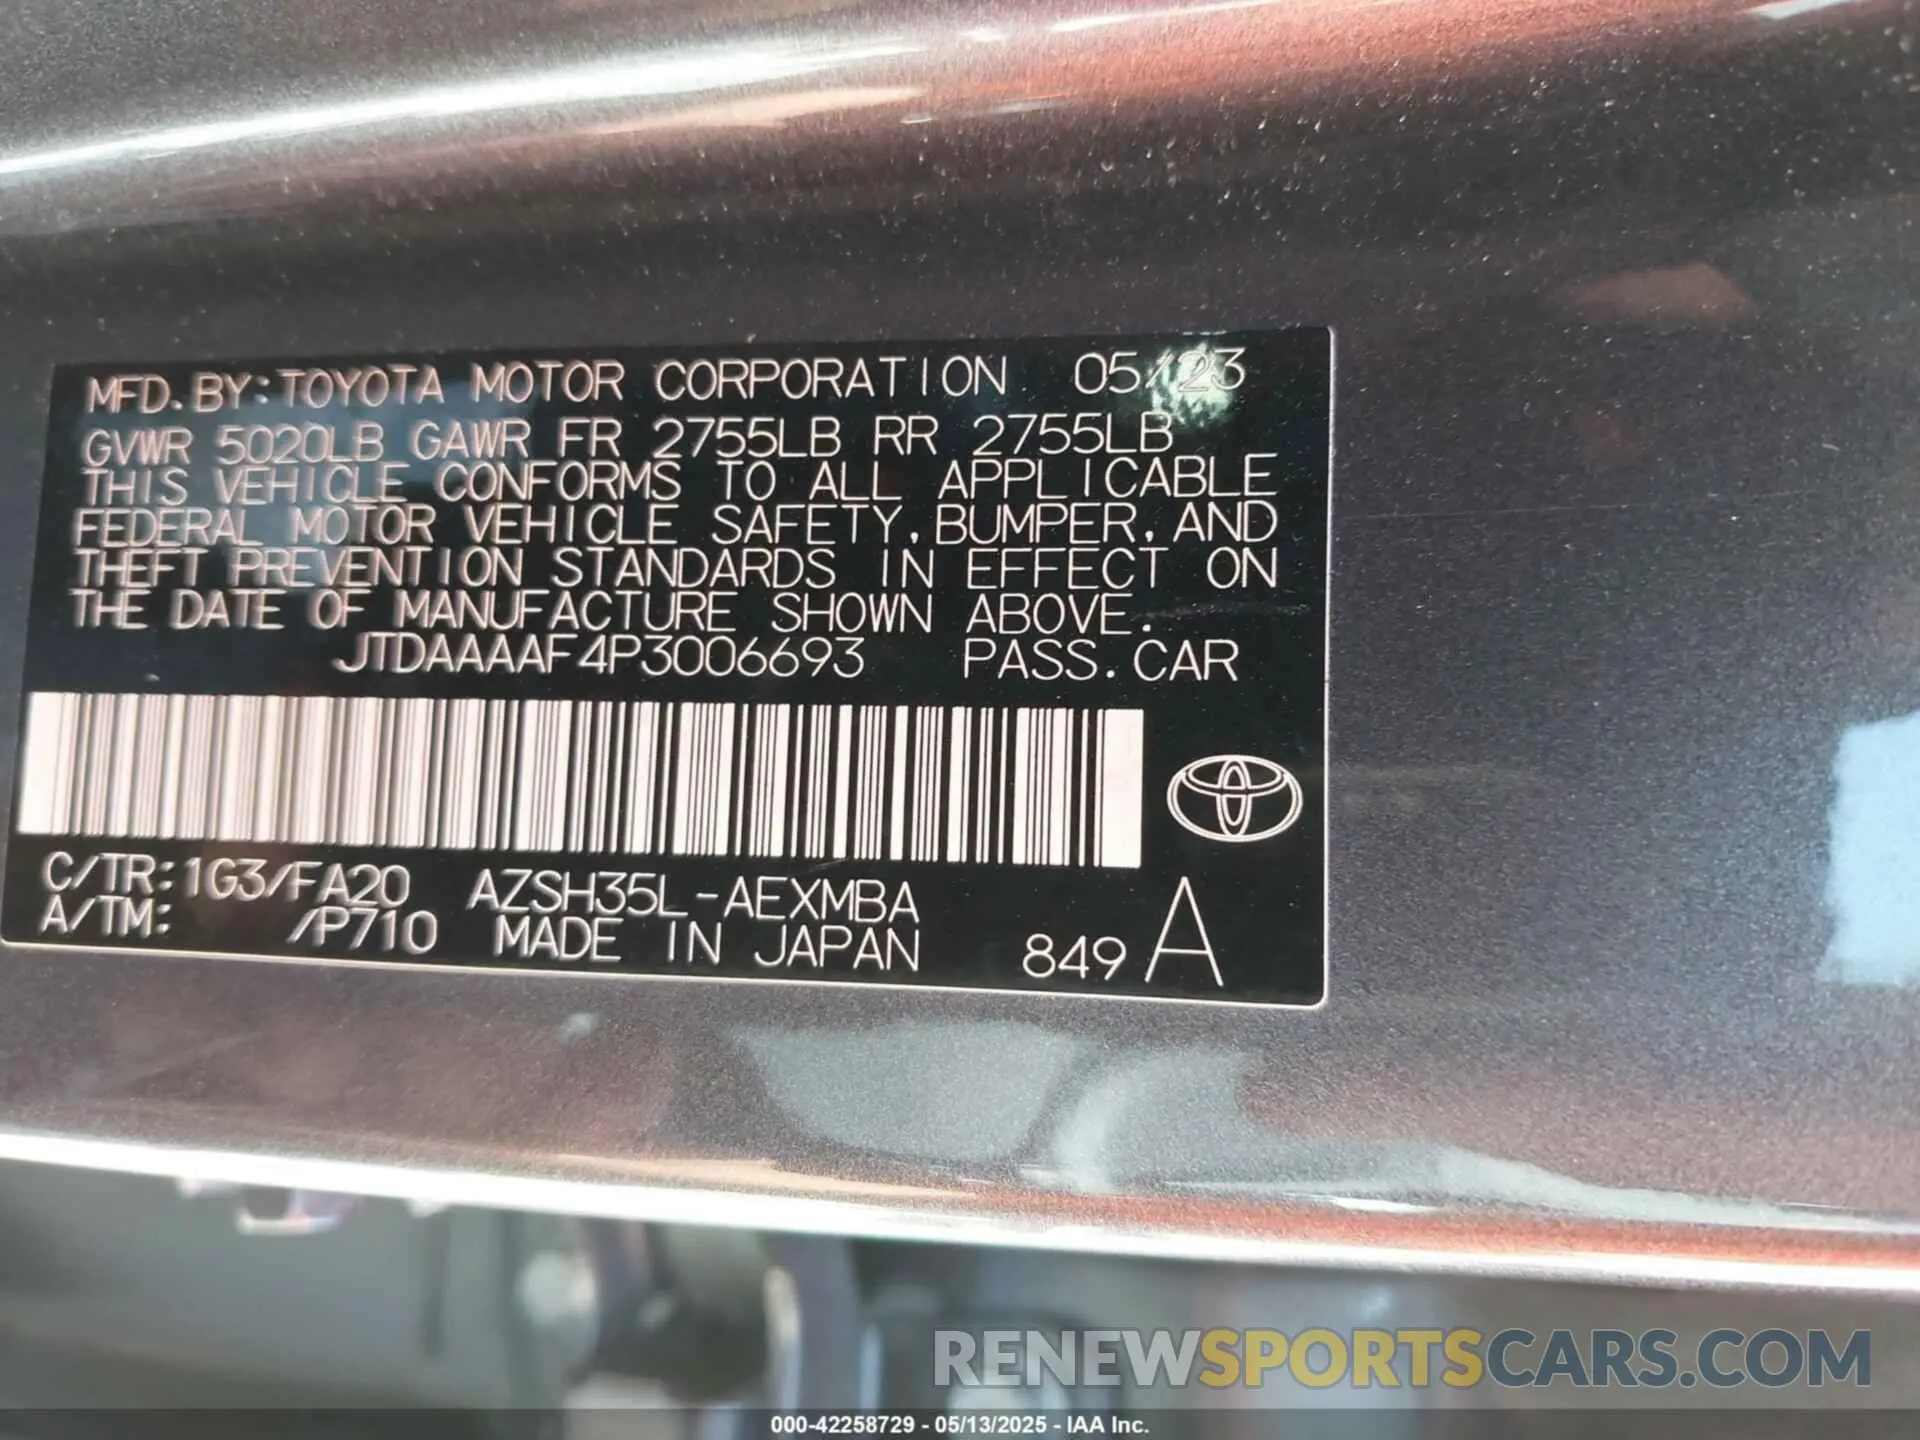 MFD. BY: TOYOTA MOTOR CORPORATION 05/23
GVWR 5020LB GAWR FR 2755LB RR 2755LB
THIS VEHICLE CONFORMS TO ALL APPLICABLE
FEDERAL MOTOR VEHICLE SAFETY, BUMPER, AND
THEFT PREVENTION STANDARDS IN EFFECT ON
THE DATE OF MANUFACTURE SHOWN ABOVE.
JTDAAAAF4P3006693 PASS. CAR
C/TR: 1G3/FA20 AZSH35L-AEXMBA
A/TM: /P710 MADE IN JAPAN 849 A
RENEWSPORTSCARS.COM
000-42258729 - 05/13/2025 - IAA Inc.